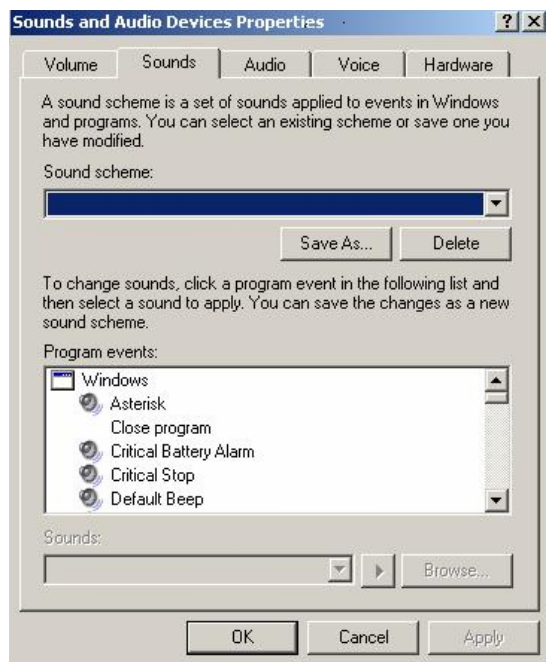 Sounds and Audio Devices Properties
Volume Sounds Audio Voice Hardware
A sound scheme is a set of sounds applied to events in Windows
and programs. You can select an existing scheme or save one you
have modified.
Sound scheme:
Save As... Delete
To change sounds, click a program event in the following list and
then select a sound to apply. You can save the changes as a new
sound scheme.
Program events:
Windows
Asterisk
Close program
Critical Battery Alarm
Critical Stop
Default Beep
Sounds:
Browse...
OK Cancel Apply